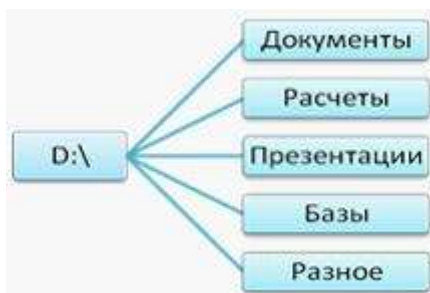 D:\
Документы
Расчеты
Презентации
Базы
Разное